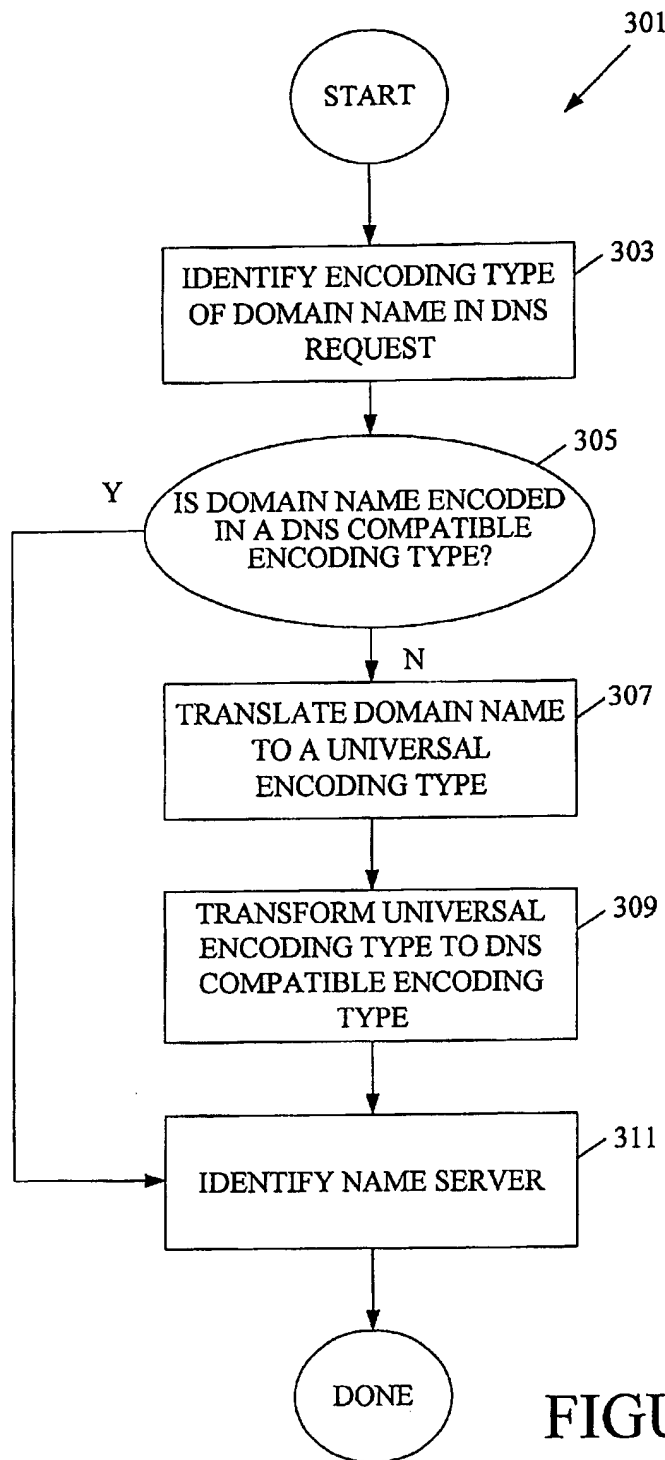 301
START
303
IDENTIFY ENCODING TYPE
OF DOMAIN NAME IN DNS
REQUEST
305
Y
IS DOMAIN NAME ENCODED
IN A DNS COMPATIBLE
ENCODING TYPE?
N
307
TRANSLATE DOMAIN NAME
TO A UNIVERSAL
ENCODING TYPE
309
TRANSFORM UNIVERSAL
ENCODING TYPE TO DNS
COMPATIBLE ENCODING
TYPE
311
IDENTIFY NAME SERVER
DONE